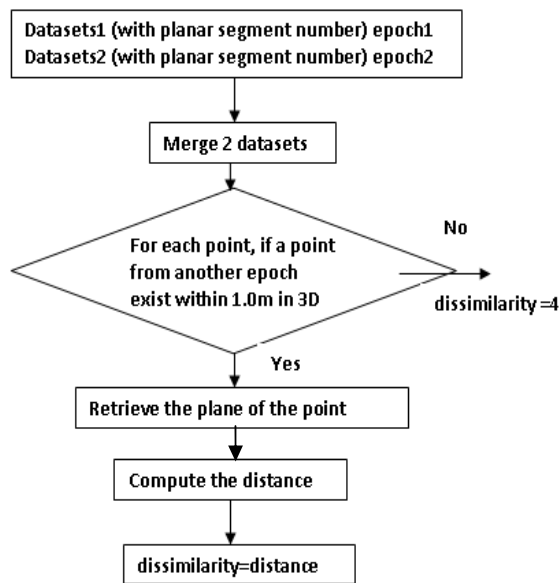 Datasets1 (with planar segment number) epoch1
Datasets2 (with planar segment number) epoch2
Merge 2 datasets
For each point, if a point
from another epoch
exist within 1.0m in 3D
No
dissimilarity =4
Yes
Retrieve the plane of the point
Compute the distance
dissimilarity=distance